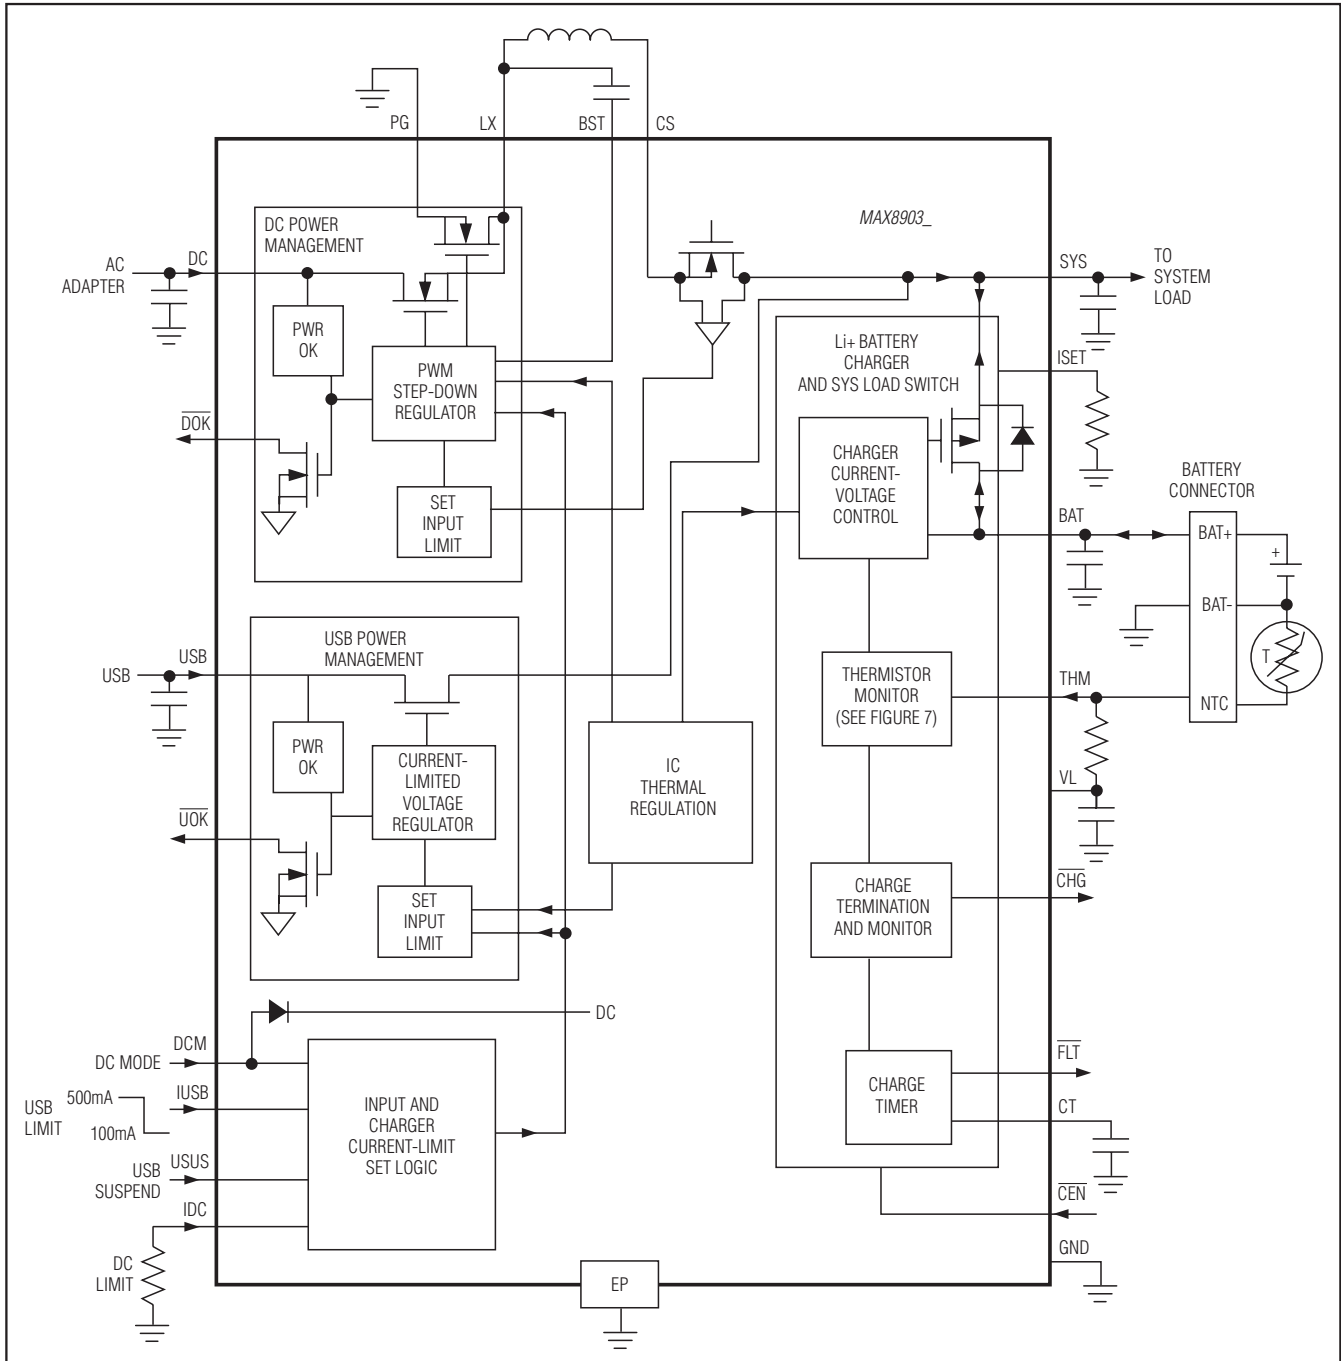 PG
LX
BST
CS
MAX8903_
DC POWER
MANAGEMENT
AC
ADAPTER
DC
PWR
OK
PWM
STEP-DOWN
REGULATOR
DOK
SET
INPUT
LIMIT
SYS
TO
SYSTEM
LOAD
Li+ BATTERY
CHARGER
AND SYS LOAD SWITCH
ISET
CHARGER
CURRENT-
VOLTAGE
CONTROL
BATTERY
CONNECTOR
BAT
BAT+
+
BAT-
T
NTC
THM
VL
USB POWER
MANAGEMENT
USB
USB
PWR
OK
CURRENT-
LIMITED
VOLTAGE
REGULATOR
UOK
SET
INPUT
LIMIT
IC
THERMAL
REGULATION
THERMISTOR
MONITOR
(SEE FIGURE 7)
CHARGE
TERMINATION
AND MONITOR
CHG
DC
DCM
DC MODE
USB
LIMIT
500mA
100mA
IUSB
USUS
USB
SUSPEND
IDC
DC
LIMIT
INPUT AND
CHARGER
CURRENT-LIMIT
SET LOGIC
CHARGE
TIMER
FLT
CT
CEN
GND
EP